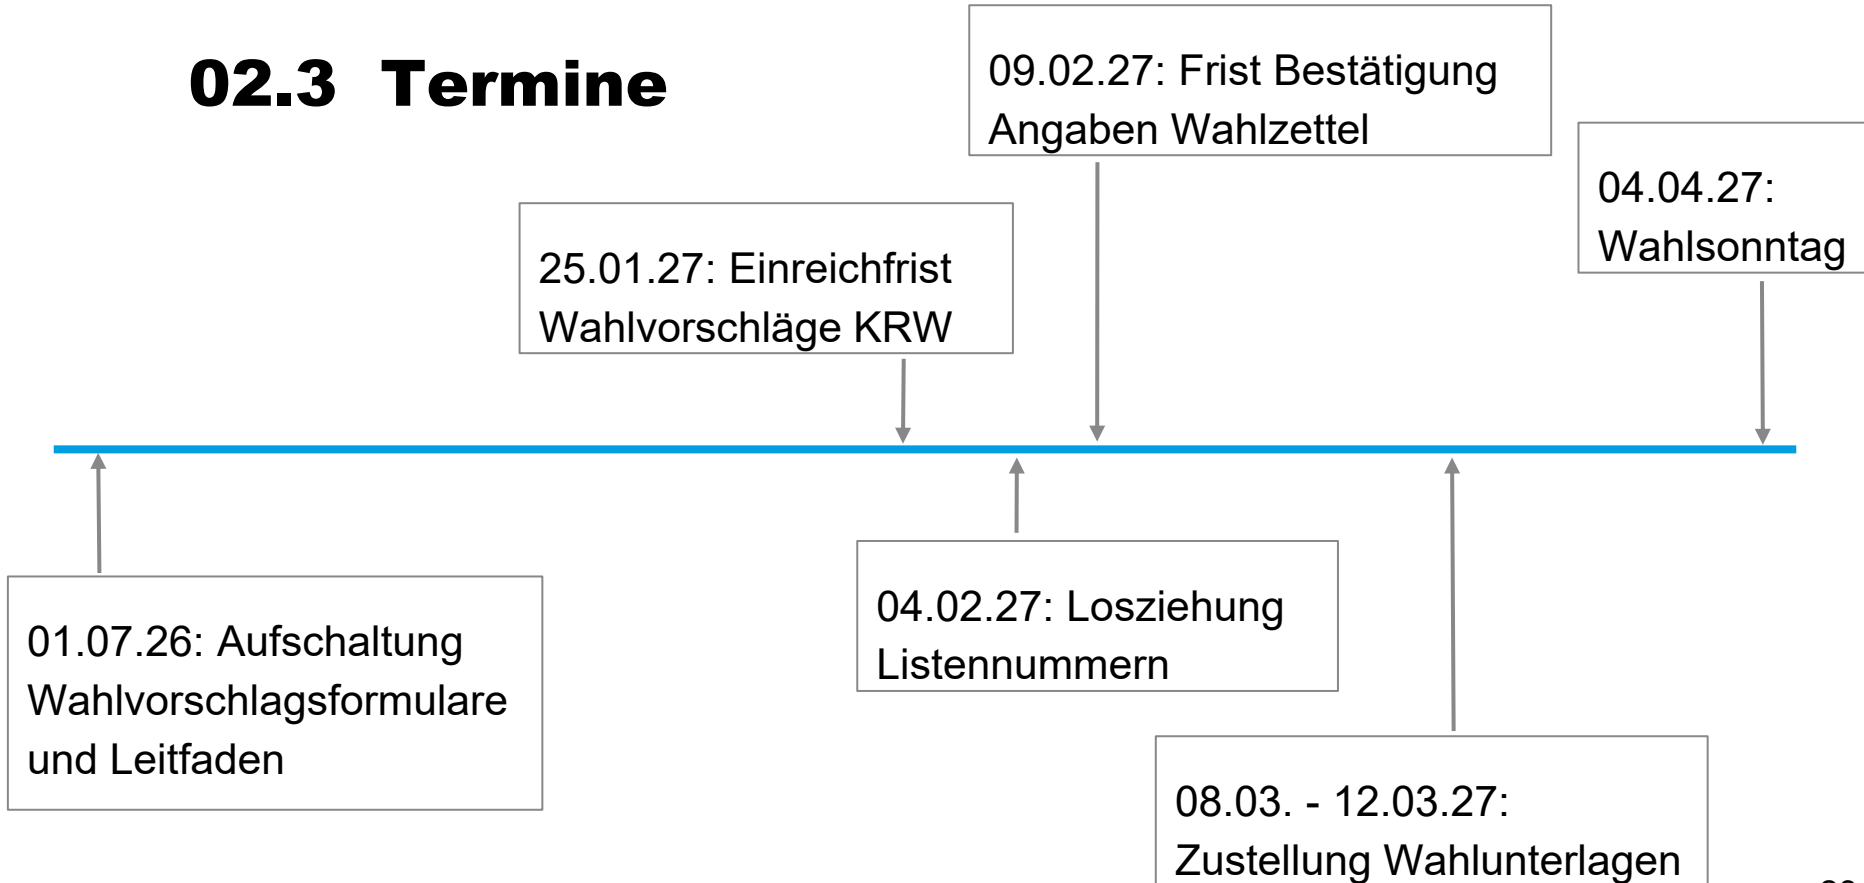 02.3 Termine
09.02.27: Frist Bestätigung
Angaben Wahlzettel
04.04.27:
Wahlsonntag
25.01.27: Einreichfrist
Wahlvorschläge KRW
01.07.26: Aufschaltung
Wahlvorschlagsformulare
und Leitfaden
04.02.27: Losziehung
Listennummern
08.03. - 12.03.27:
Zustellung Wahlunterlagen